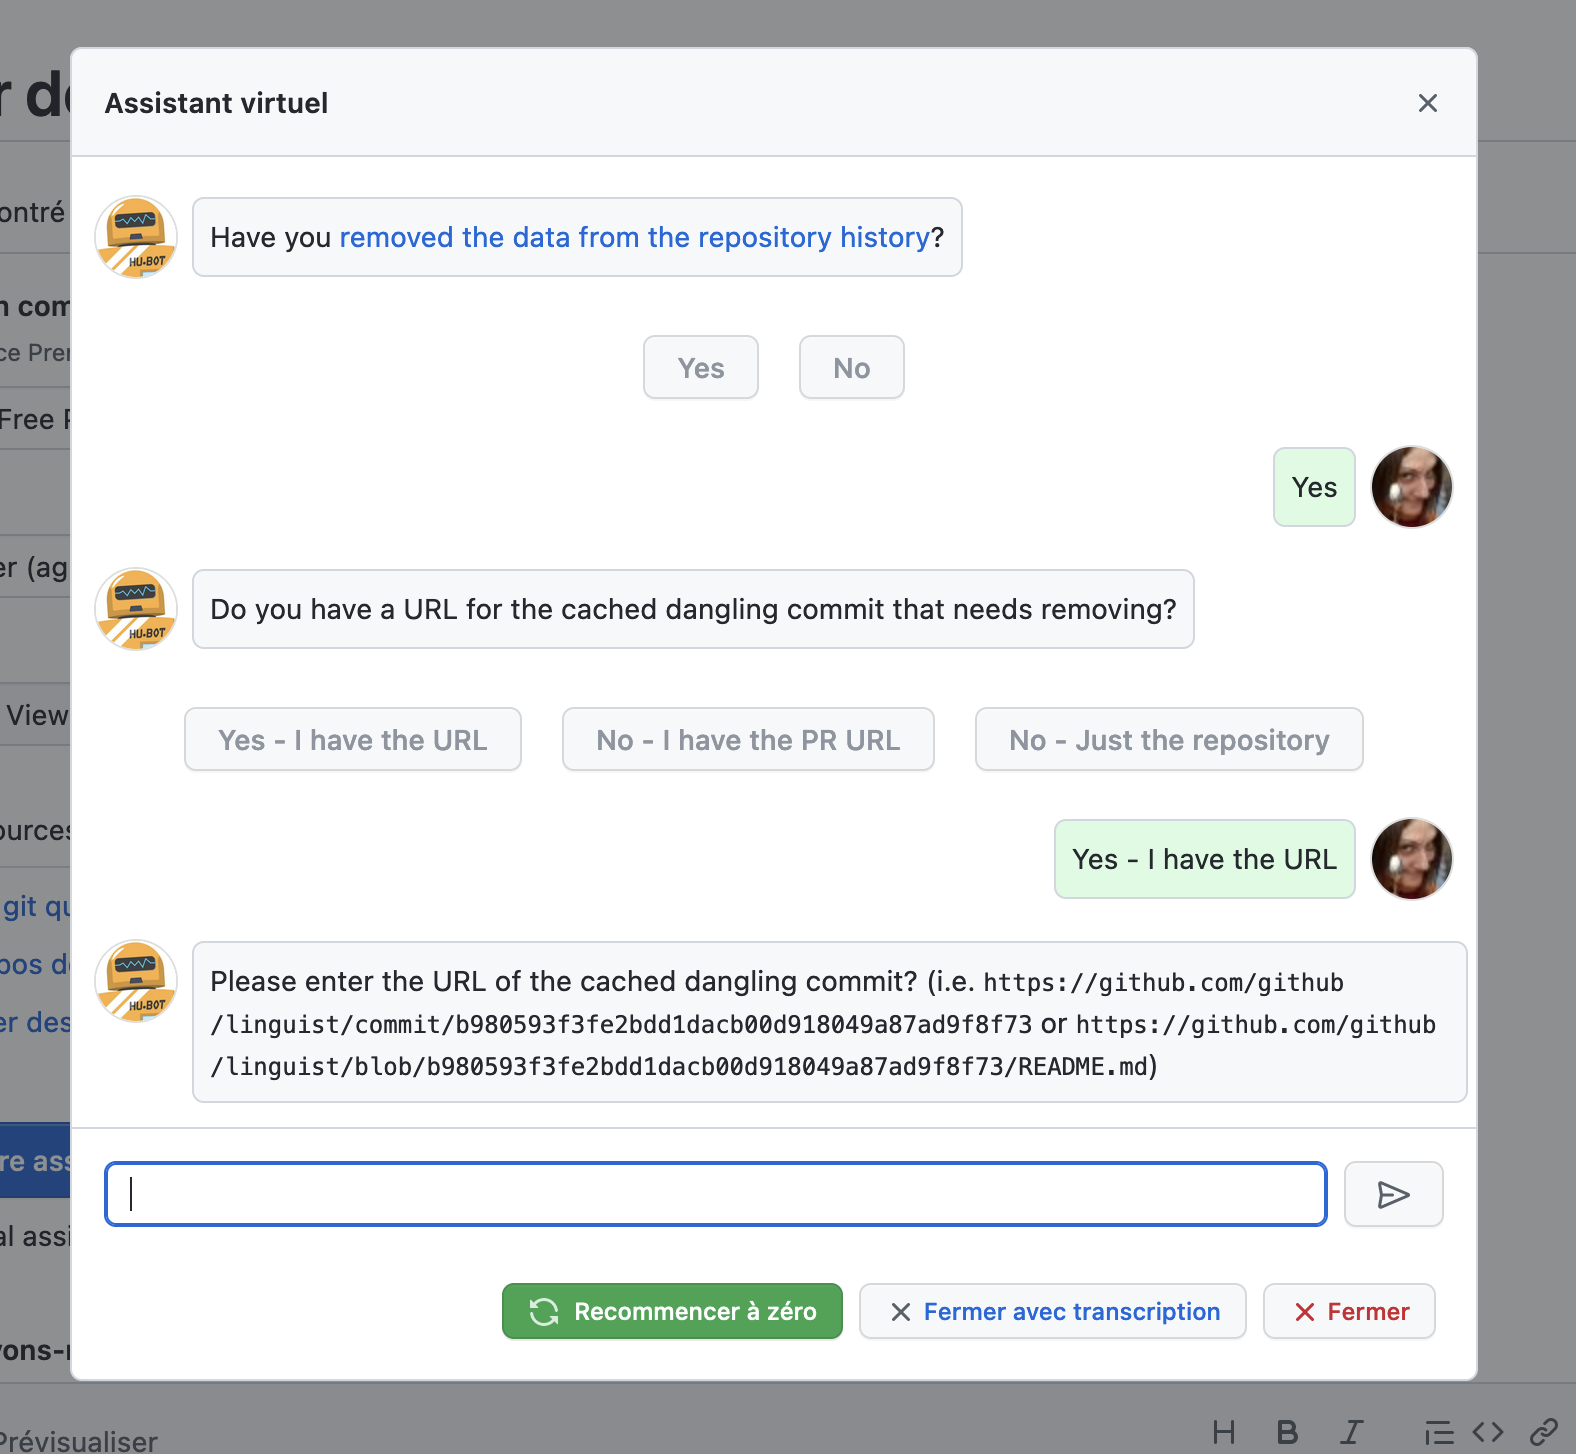 r d
Assistant virtuel
ontré
HU·BOT
Have you removed the data from the repository history?
n com
ce Prer
Yes No
Free
Yes
er (ag
HU·BOT
Do you have a URL for the cached dangling commit that needs removing?
View
Yes - I have the URL No - I have the PR URL No - Just the repository
ources
Yes - I have the URL
git qu
pos de
HU·BOT
Please enter the URL of the cached dangling commit? (i.e. https://github.com/github
/linguist/commit/b980593f3fe2bdd1dacb00d918049a87ad9f8f73 or https://github.com/github
/linguist/blob/b980593f3fe2bdd1dacb00d918049a87ad9f8f73/README.md)
er des
re ass
al assi
Recommencer à zéro Fermer avec transcription Fermer
yons-
Prévisualiser H B I